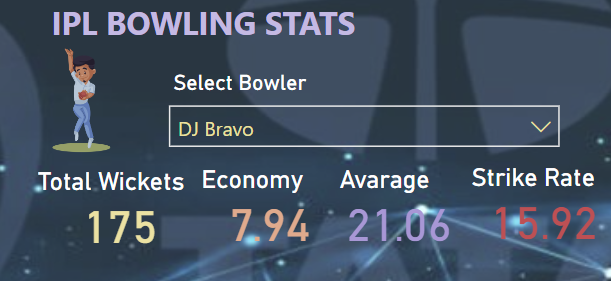 IPL BOWLING STATS
Select Bowler
DJ Bravo
Total Wickets Economy Avarage Strike Rate
175 7.94 21.06 15.92